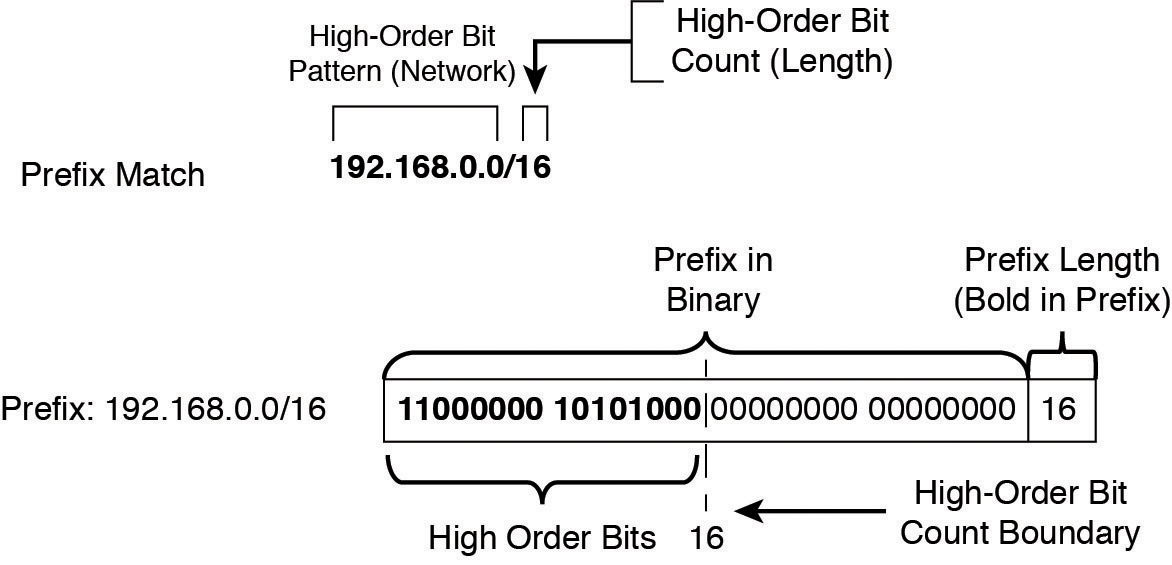 High-Order Bit
Pattern (Network)
High-Order Bit
Count (Length)
Prefix Match
192.168.0.0/16
Prefix in
Binary
Prefix Length
(Bold in Prefix)
Prefix: 192.168.0.0/16
11000000 10101000 00000000 00000000 16
High Order Bits
16
High-Order Bit
Count Boundary